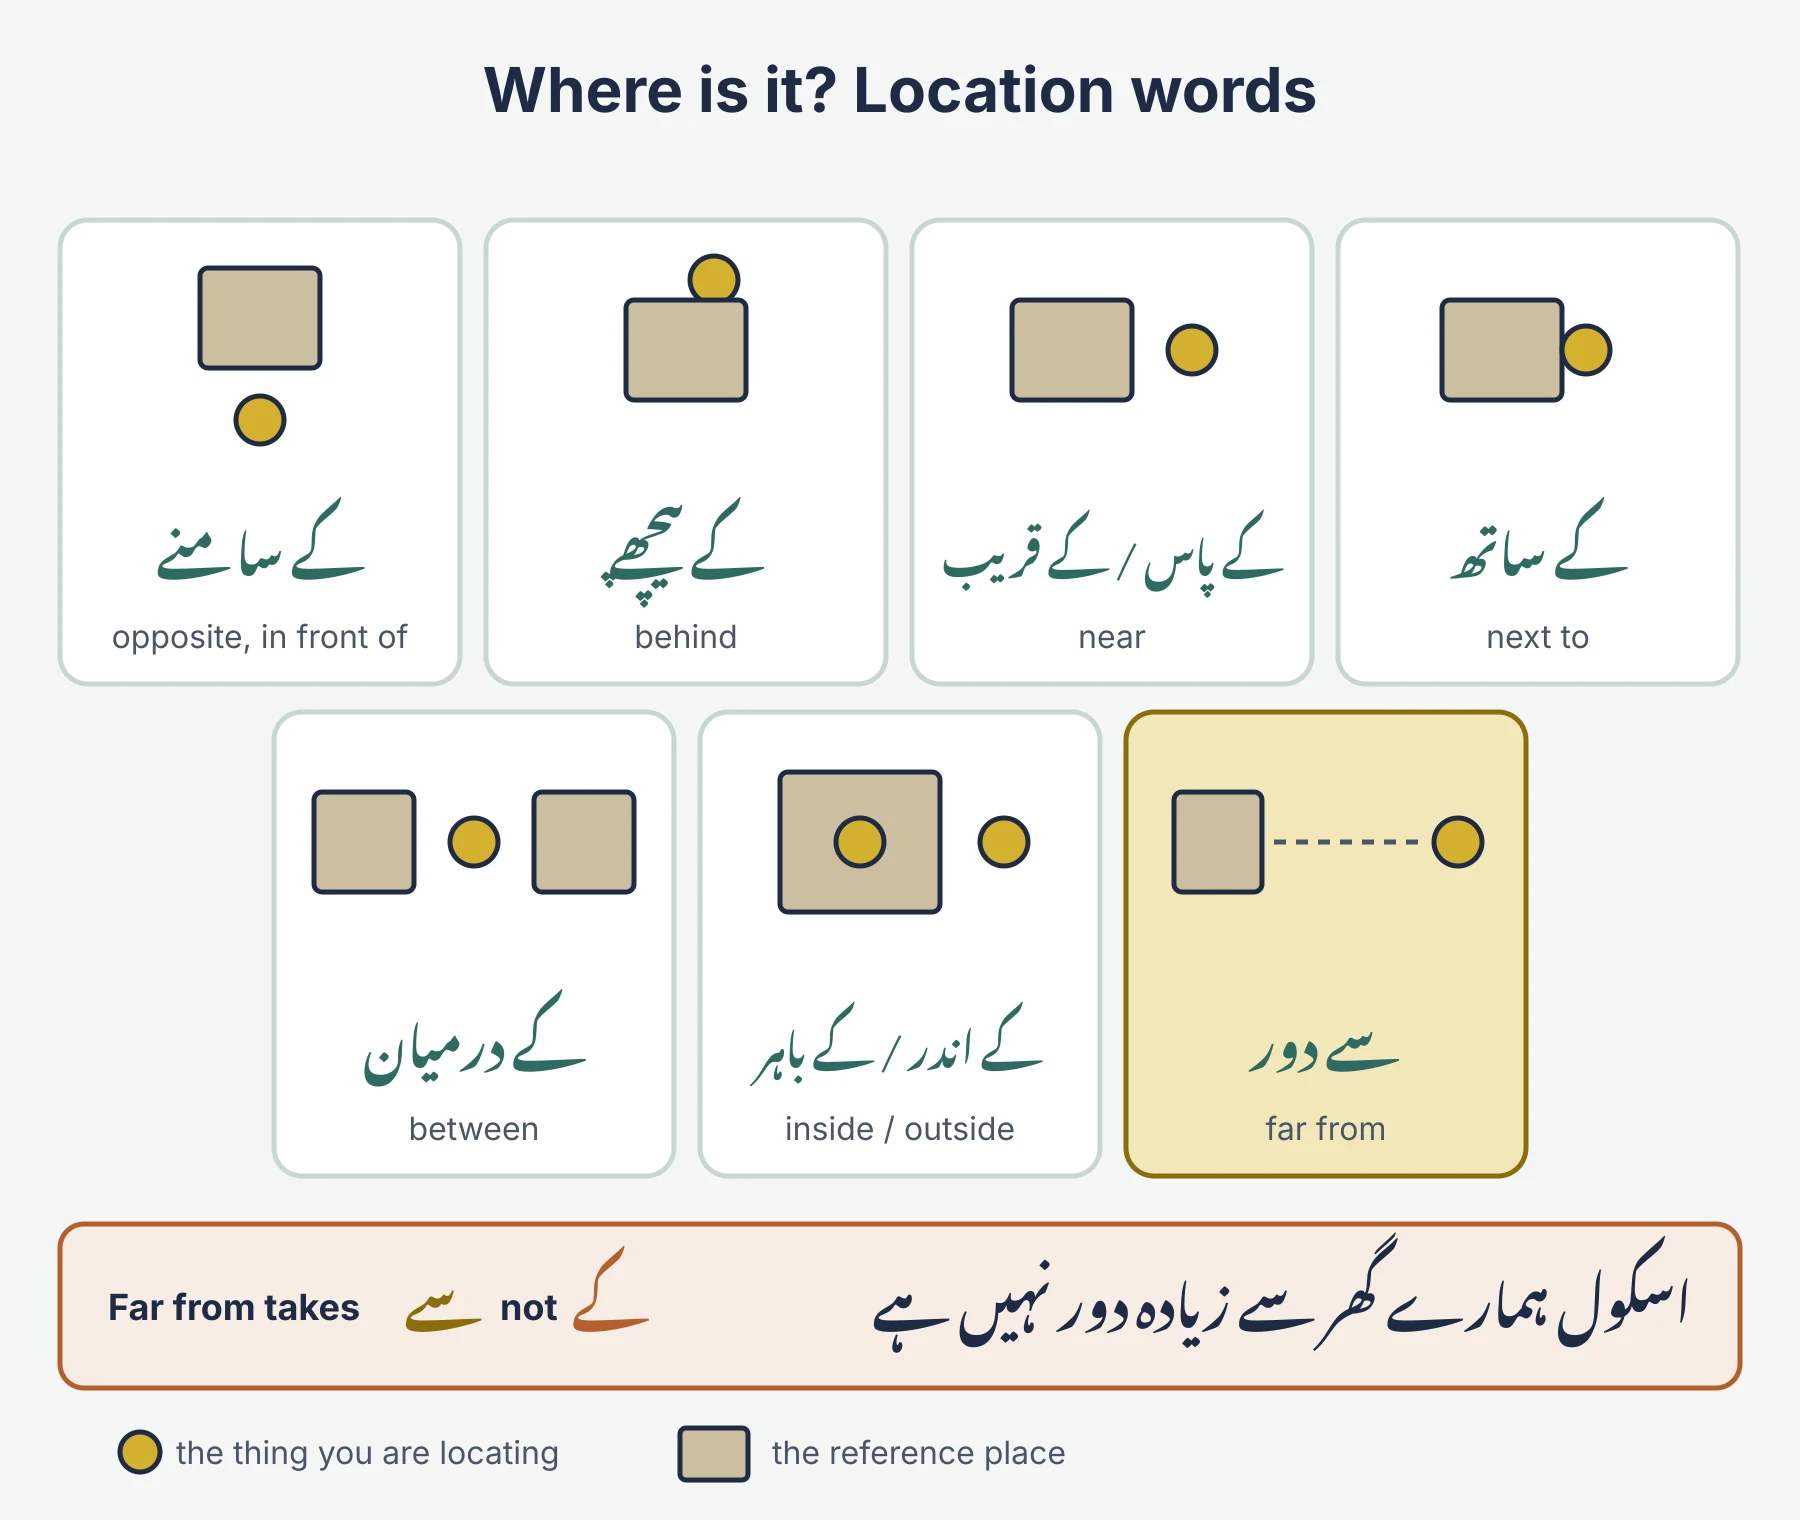 Where is it? Location words
کے سامنے
opposite, in front of
کے پیچھے
behind
کے پاس / کے قریب
near
کے ساتھ
next to
کے درمیان
between
کے اندر / کے باہر
inside / outside
سے دور
far from
Far from takes سے not کے
اسکول ہمارے گھر سے زیادہ دور نہیں ہے
the thing you are locating
the reference place